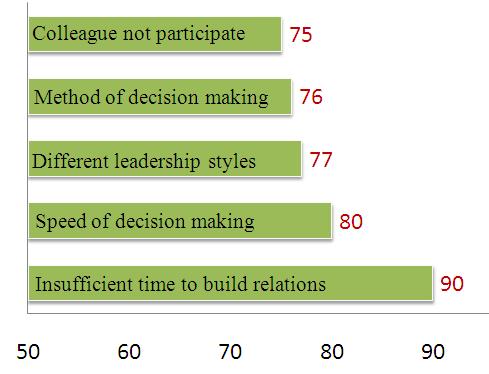 Colleague not participate 75
Method of decision making 76
Different leadership styles 77
Speed of decision making 80
Insufficient time to build relations 90
50 60 70 80 90